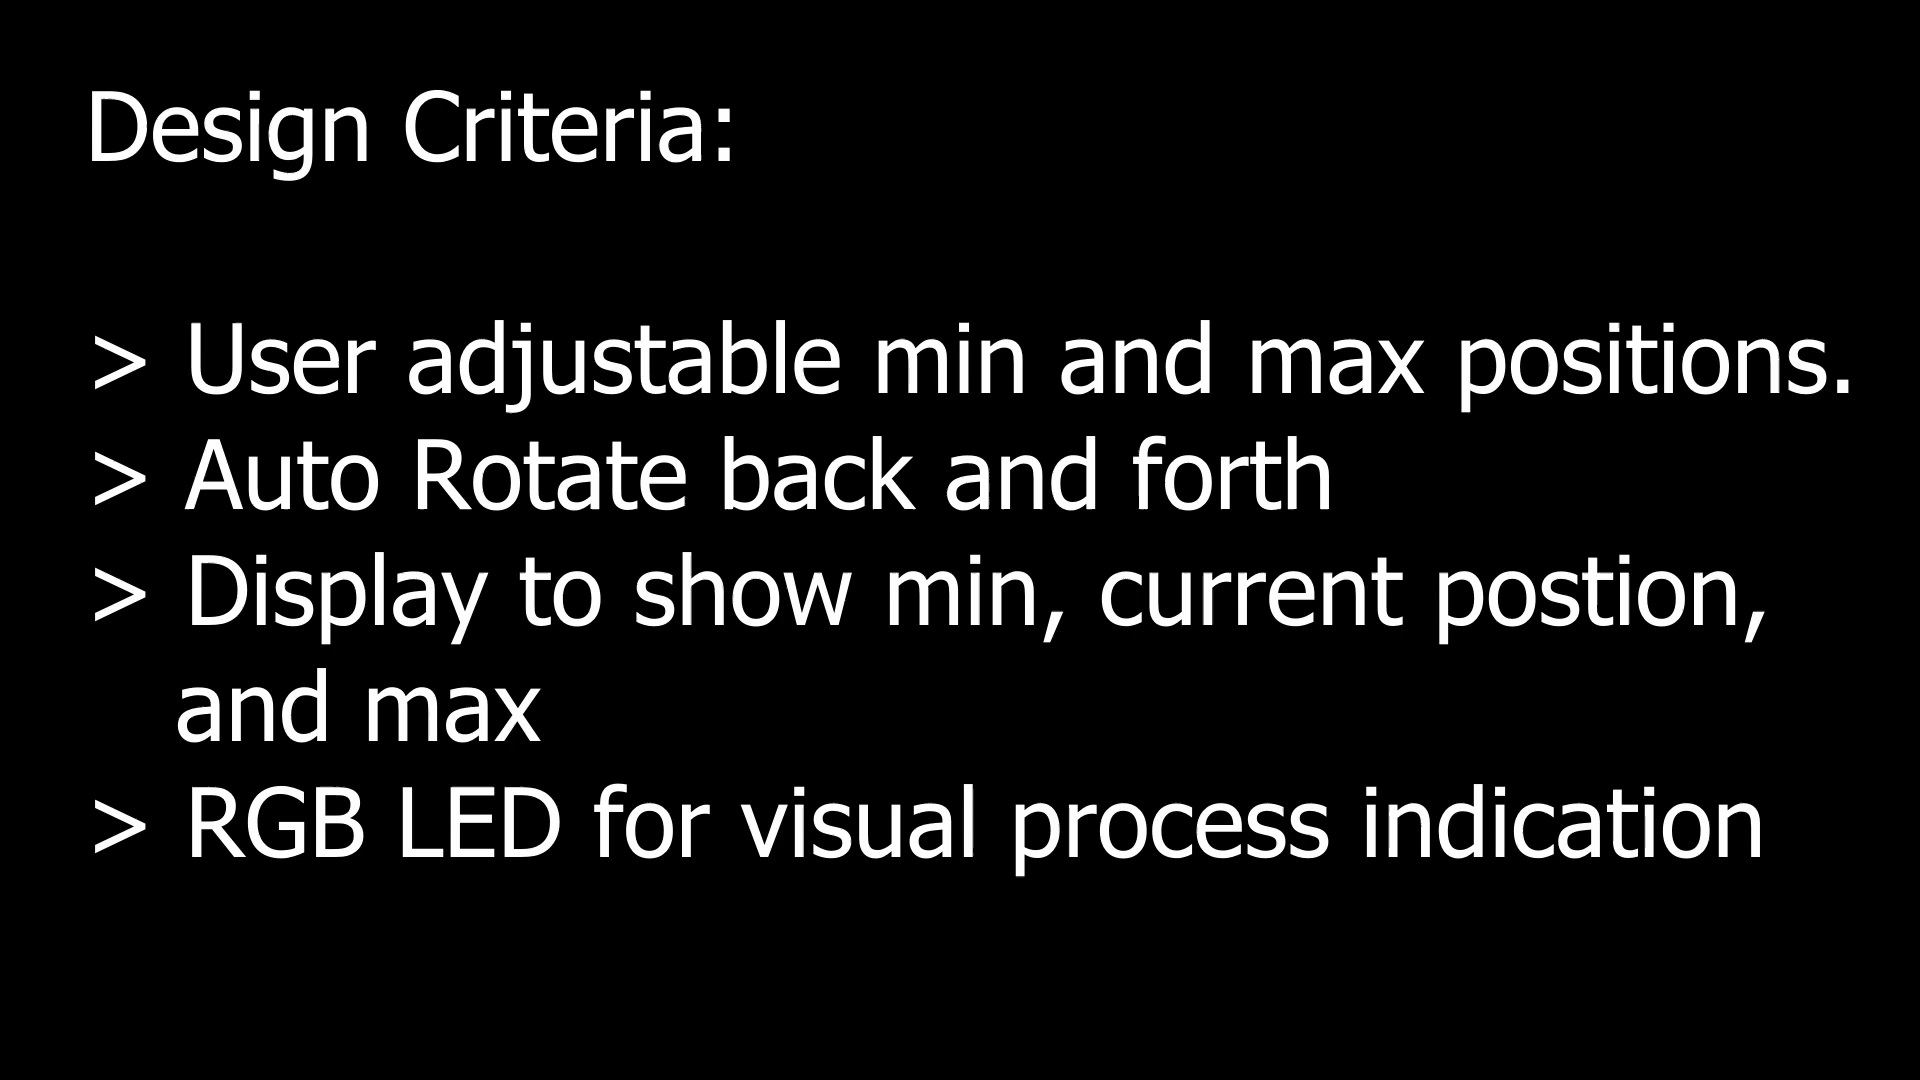 Design Criteria:
> User adjustable min and max positions.
> Auto Rotate back and forth
> Display to show min, current postion,
and max
> RGB LED for visual process indication